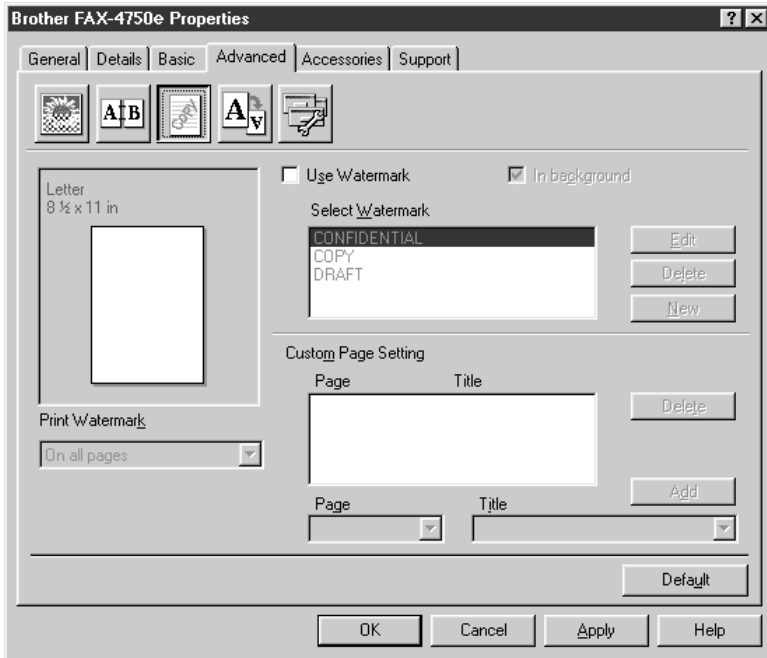 Brother FAX-4750e Properties
General Details Basic Advanced Accessories Support
A B COPY A A
Letter
8 ½ x 11 in
Use Watermark In background
Select Watermark
CONFIDENTIAL
COPY
DRAFT
Edit
Delete
New
Custom Page Setting
Page Title
Delete
Print Watermark
On all pages
Add
Page Title
Default
OK Cancel Apply Help